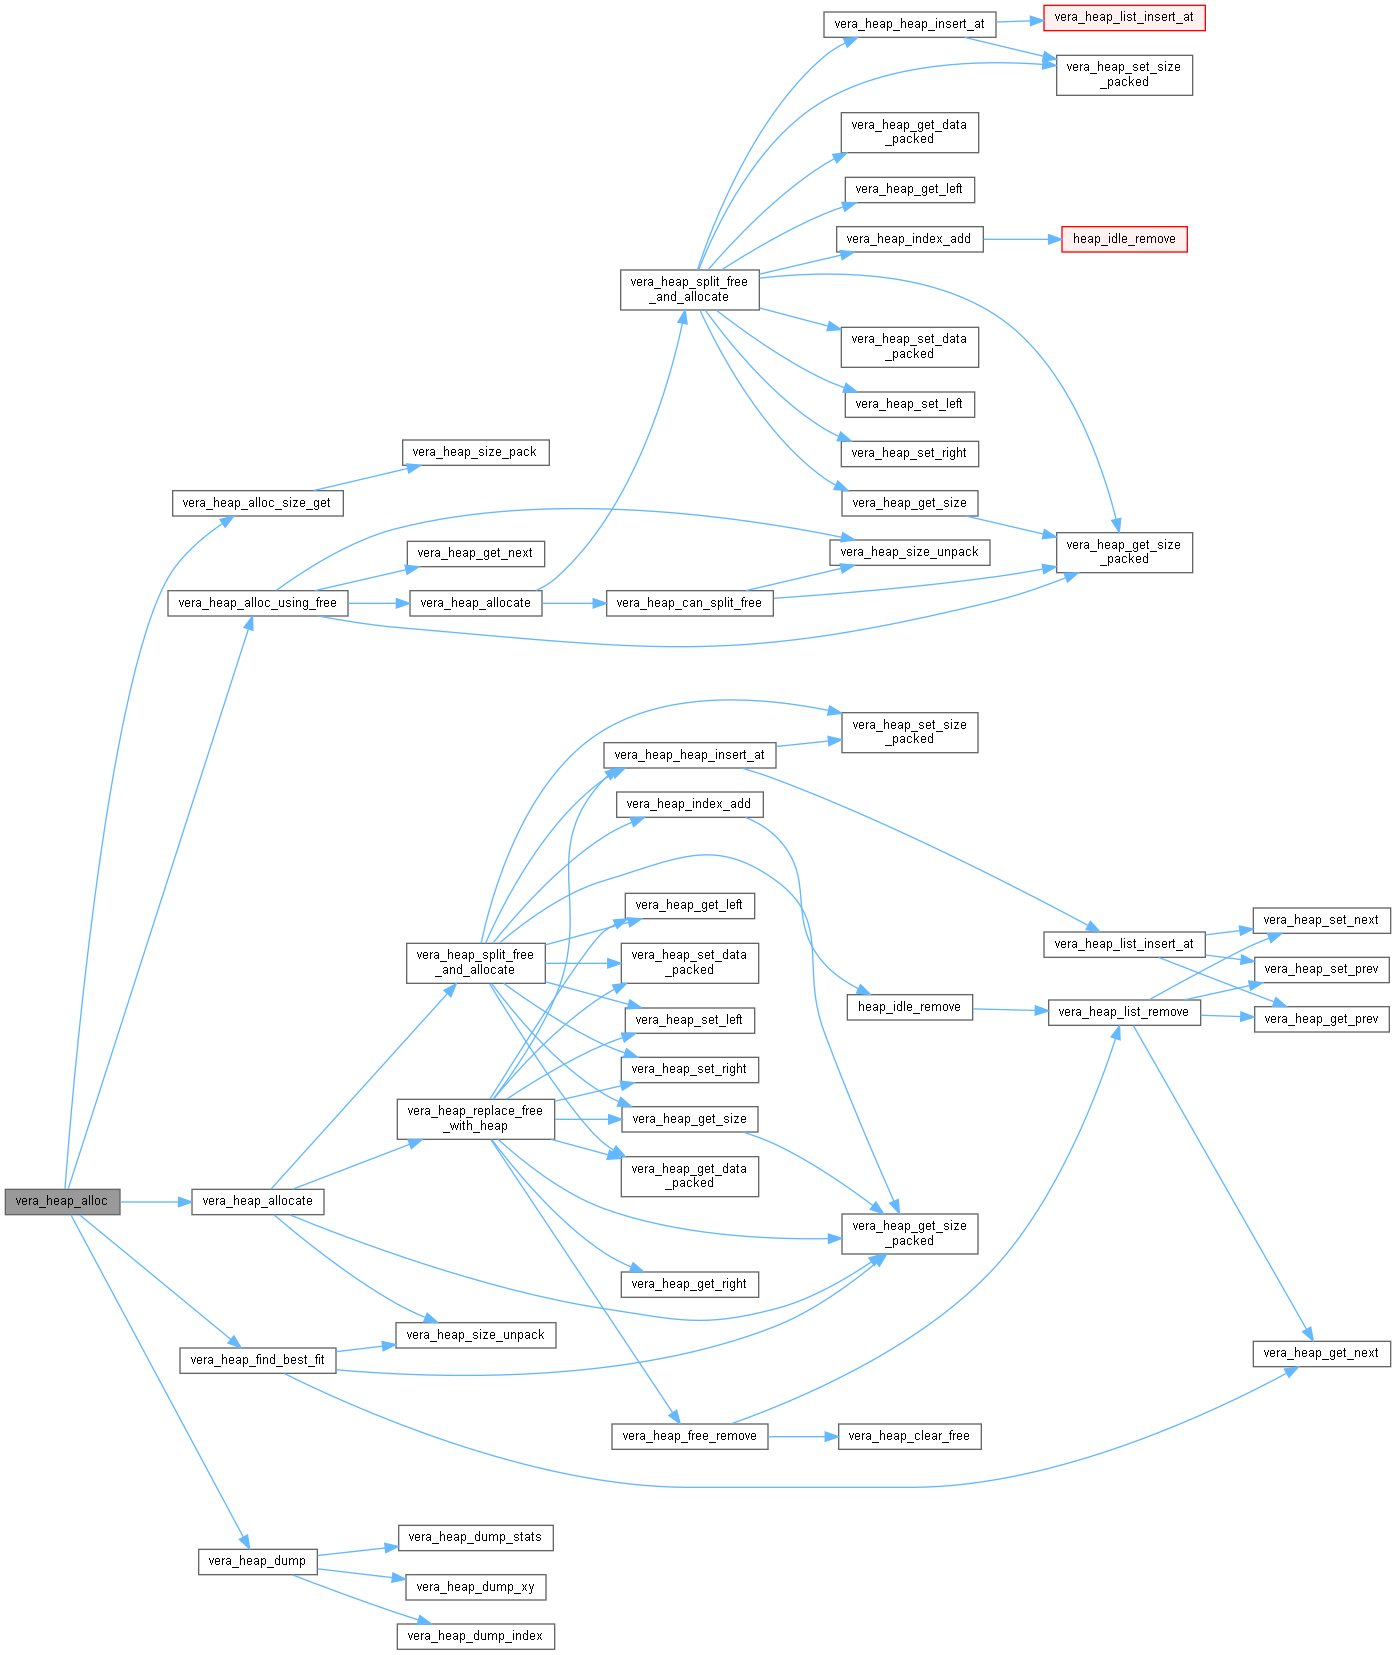 vera_heap_heap_insert_at
vera_heap_list_insert_at
vera_heap_set_size
_packed
vera_heap_get_data
_packed
vera_heap_get_left
vera_heap_index_add
heap_idle_remove
vera_heap_split_free
_and_allocate
vera_heap_set_data
_packed
vera_heap_set_left
vera_heap_set_right
vera_heap_size_pack
vera_heap_alloc_size_get
vera_heap_get_size
vera_heap_get_next
vera_heap_size_unpack
vera_heap_get_size
_packed
vera_heap_alloc_using_free
vera_heap_allocate
vera_heap_can_split_free
vera_heap_set_size
_packed
vera_heap_heap_insert_at
vera_heap_index_add
vera_heap_get_left
vera_heap_split_free
_and_allocate
vera_heap_set_data
_packed
vera_heap_list_insert_at
vera_heap_set_next
vera_heap_set_prev
heap_idle_remove
vera_heap_list_remove
vera_heap_get_prev
vera_heap_set_left
vera_heap_set_right
vera_heap_replace_free
_with_heap
vera_heap_get_size
vera_heap_get_data
_packed
vera_heap_alloc
vera_heap_allocate
vera_heap_get_size
_packed
vera_heap_get_right
vera_heap_size_unpack
vera_heap_find_best_fit
vera_heap_get_next
vera_heap_free_remove
vera_heap_clear_free
vera_heap_dump_stats
vera_heap_dump
vera_heap_dump_xy
vera_heap_dump_index